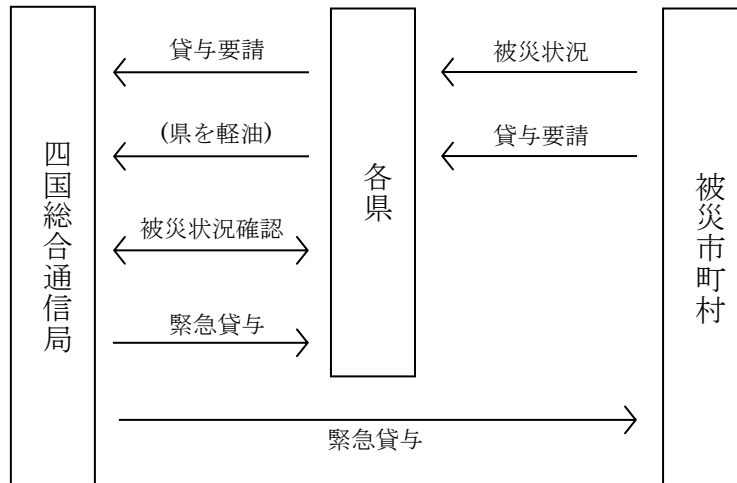 四国総合通信局
貸与要請
(県を軽油)
被災状況確認
緊急貸与
各県
被災状況
貸与要請
被災市町村
緊急貸与